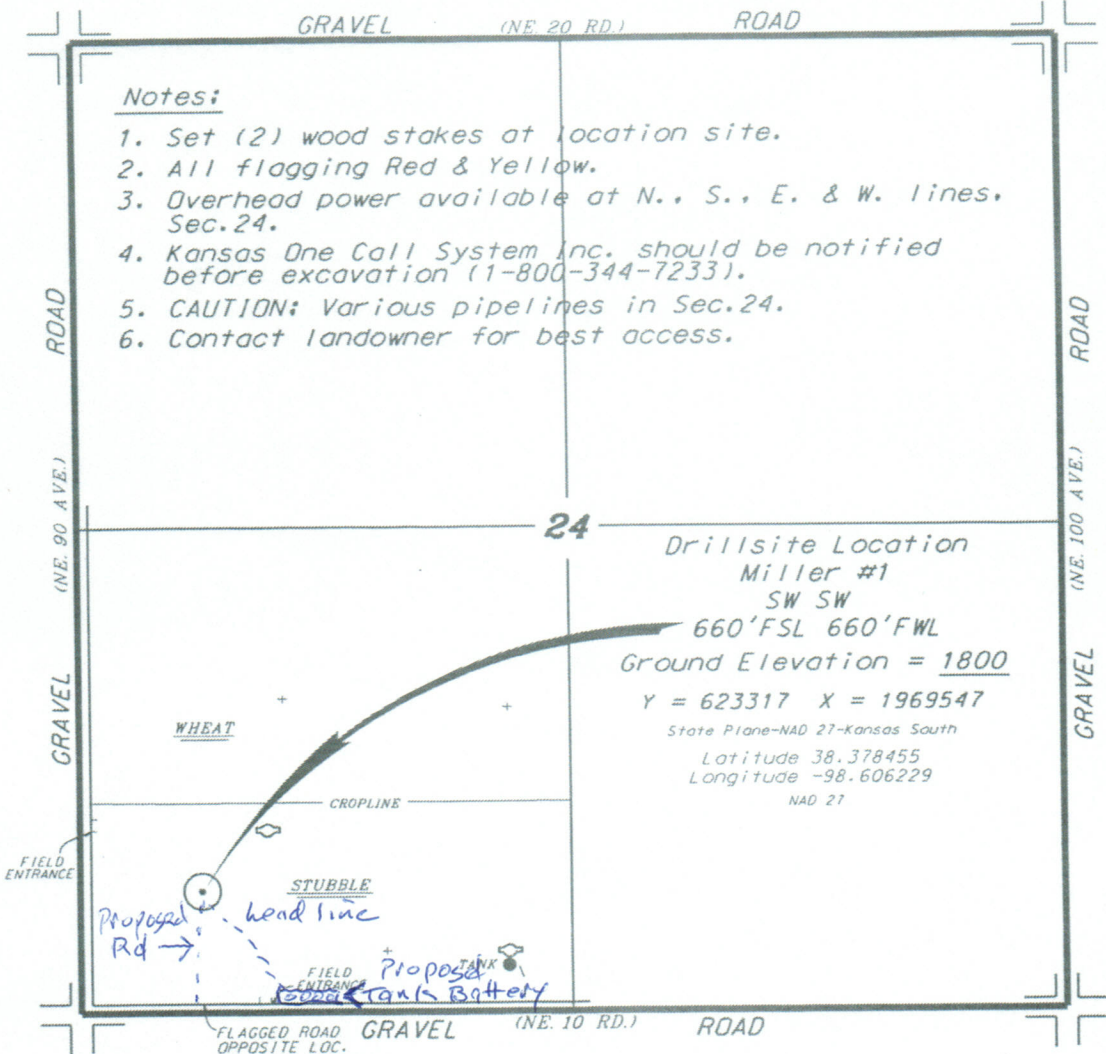 GRAVEL (NE. 20 RD.) ROAD
Notes:
1. Set (2) wood stakes at location site.
2. All flagging Red & Yellow.
3. Overhead power available at N., S., E. & W. lines,
Sec.24.
4. Kansas One Call System Inc. should be notified
before excavation (1-800-344-7233).
5. CAUTION: Various pipelines in Sec.24.
6. Contact landowner for best access.
ROAD
(NE. 90 AVE.)
GRAVEL
ROAD
(NE. 100 AVE.)
GRAVEL
24
Drillsite Location
Miller #1
SW SW
660'FSL 660'FWL
Ground Elevation = 1800
Y = 623317 X = 1969547
State Plane-NAD 27-Kansas South
Latitude 38.378455
Longitude -98.606229
NAD 27
WHEAT
CROPLINE
FIELD
ENTRANCE
STUBBLE
Proposed
Rd
lead line
TANK
FIELD
ENTRANCE
Proposed
Tank Battery
FLAGGED ROAD
OPPOSITE LOC.
GRAVEL (NE. 10 RD.) ROAD